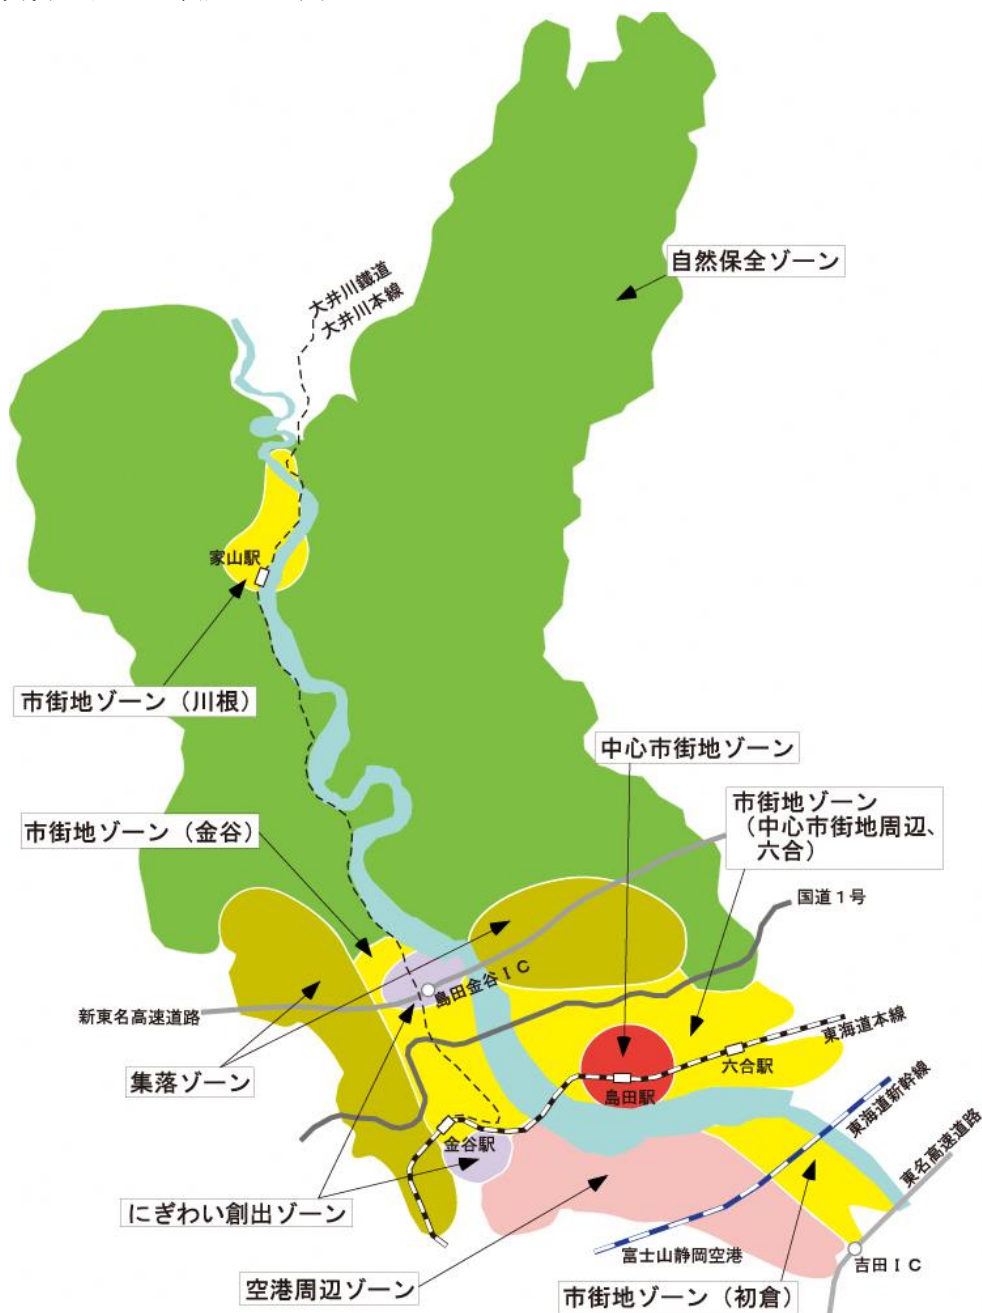 自然保全ゾーン
大井川鐵道
大井川本線
家山駅
市街地ゾーン（川根）
中心市街地ゾーン
市街地ゾーン
（中心市街地周辺、
六合）
市街地ゾーン（金谷）
国道１号
島田金谷ＩＣ
新東名高速道路
東海道本線
六合駅
集落ゾーン
島田駅
東海道新幹線
金谷駅
東名高速道路
にぎわい創出ゾーン
富士山静岡空港
吉田ＩＣ
空港周辺ゾーン
市街地ゾーン（初倉）